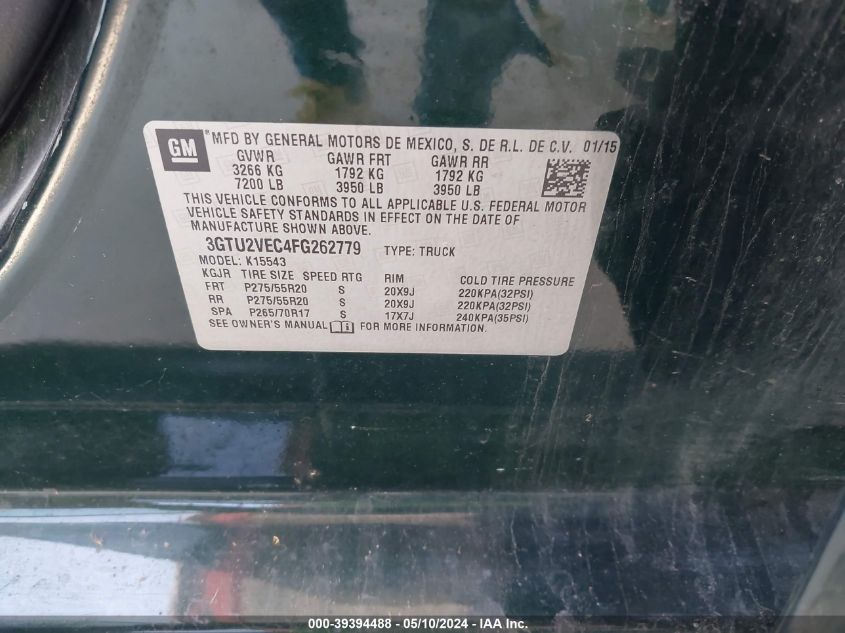 GM ® MFD BY GENERAL MOTORS DE MEXICO, S. DE R.L. DE C.V. 01/15
GVWR GAWR FRT GAWR RR
3266 KG 1792 KG 1792 KG
7200 LB 3950 LB 3950 LB
THIS VEHICLE CONFORMS TO ALL APPLICABLE U.S. FEDERAL MOTOR
VEHICLE SAFETY STANDARDS IN EFFECT ON THE DATE OF
MANUFACTURE SHOWN ABOVE.
3GTU2VEC4FG262779 TYPE: TRUCK
MODEL: K15543
KGJR TIRE SIZE SPEED RTG RIM COLD TIRE PRESSURE
FRT P275/55R20 S 20X9J 220KPA(32PSI)
RR P275/55R20 S 20X9J 220KPA(32PSI)
SPA P265/70R17 S 17X7J 240KPA(35PSI)
SEE OWNER'S MANUAL FOR MORE INFORMATION.
000-39394488 - 05/10/2024 - IAA Inc.